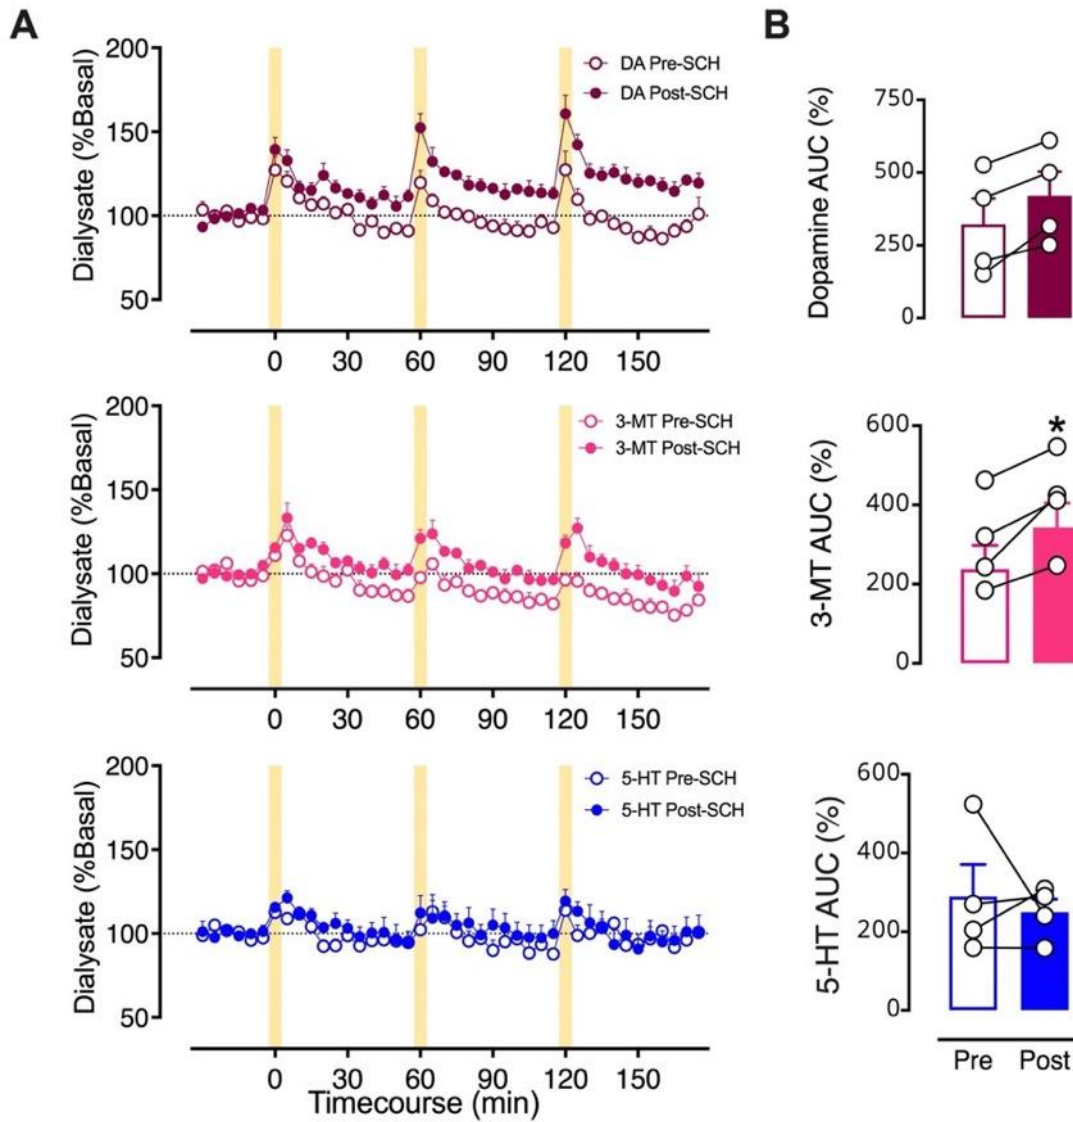 A
B
Dialysate (%Basal)
200
150
100
50
DA Pre-SCH
DA Post-SCH
0 30 60 90 120 150
Dopamine AUC (%)
750
500
250
0
Dialysate (%Basal)
200
150
100
50
3-MT Pre-SCH
3-MT Post-SCH
0 30 60 90 120 150
3-MT AUC (%)
600
400
200
0
*
Dialysate (%Basal)
200
150
100
50
5-HT Pre-SCH
5-HT Post-SCH
0 30 60 90 120 150
Timecourse (min)
5-HT AUC (%)
600
400
200
0
Pre Post